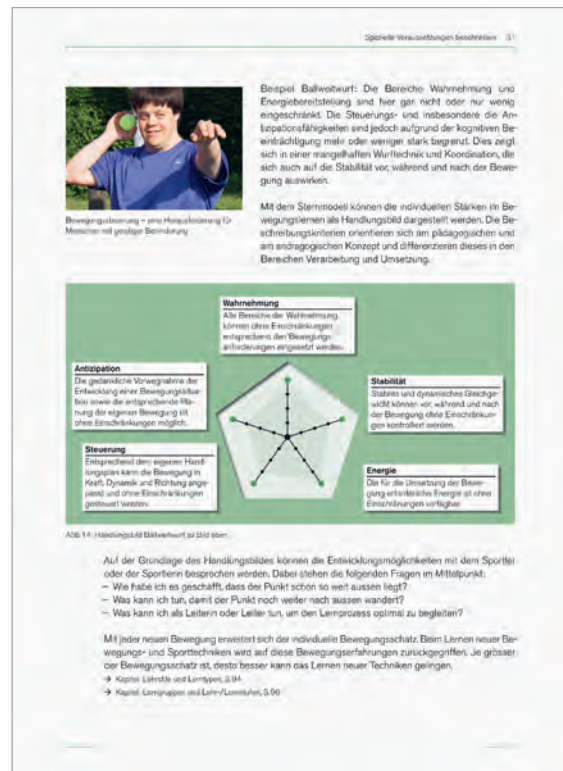 Spezielle Voraussetzungen beschreiben 31
Beispiel Ballweitwurf: Die Bereiche Wahrnehmung und
Energiebereitstellung sind hier gar nicht oder nur wenig
eingeschränkt. Die Steuerungs- und insbesondere die An-
tizipationsfähigkeiten sind jedoch aufgrund der kognitiven Be-
einträchtigung mehr oder weniger stark begrenzt. Dies zeigt
sich in einer mangelhaften Wurftechnik und Koordination, die
sich auch auf die Stabilität vor, während und nach der Bewe-
gung auswirken.
Bewegungssteuerung – eine Herausforderung für
Menschen mit geistiger Behinderung
Mit dem Sternmodell können die individuellen Stärken im Be-
wegungslernen als Handlungsbild dargestellt werden. Die Be-
schreibungskriterien orientieren sich am pädagogischen und
am andragogischen Konzept und differenzieren dieses in den
Bereichen Verarbeitung und Umsetzung.
Wahrnehmung
Alle Bereiche der Wahrnehmung
können ohne Einschränkungen
entsprechend den Bewegungs-
anforderungen eingesetzt werden.
Antizipation
Die gedankliche Vorwegnahme der
Entwicklung einer Bewegungssitua-
tion sowie die entsprechende Pla-
nung der eigenen Bewegung ist
ohne Einschränkungen möglich.
Stabilität
Stabiles und dynamisches Gleichge-
wicht können vor, während und nach
der Bewegung ohne Einschränkun-
gen kontrolliert werden.
Steuerung
Entsprechend dem eigenen Hand-
lungsplan kann die Bewegung in
Kraft, Dynamik und Richtung ange-
passt und ohne Einschränkungen
gesteuert werden.
Energie
Die für die Umsetzung der Bewe-
gung erforderliche Energie ist ohne
Einschränkungen verfügbar.
Abb. 14: Handlungsbild Ballweitwurf zu Bild oben
Auf der Grundlage des Handlungsbildes können die Entwicklungsmöglichkeiten mit dem Sportler
oder der Sportlerin besprochen werden. Dabei stehen die folgenden Fragen im Mittelpunkt:
– Wie habe ich es geschafft, dass der Punkt schon so weit aussen liegt?
– Was kann ich tun, damit der Punkt noch weiter nach aussen wandert?
– Was kann ich als Leiterin oder Leiter tun, um den Lernprozess optimal zu begleiten?
Mit jeder neuen Bewegung erweitert sich der individuelle Bewegungsschatz. Beim Lernen neuer Be-
wegungs- und Sporttechniken wird auf diese Bewegungserfahrungen zurückgegriffen. Je grösser
der Bewegungsschatz ist, desto besser kann das Lernen neuer Techniken gelingen.
→ Kapitel: Lehrstile und Lerntypen, S.94
→ Kapitel: Lerngruppen und Lehr-/Lernstufen, S.96